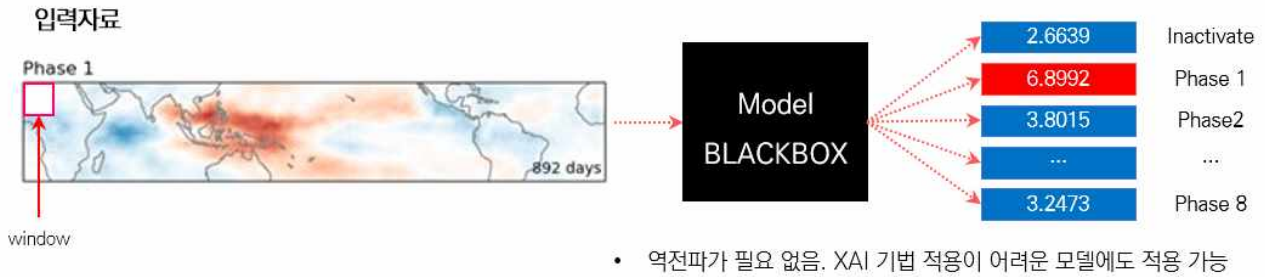 입력자료
Phase 1
892 days
window
Model
BLACKBOX
2.6639 Inactivate
6.8992 Phase 1
3.8015 Phase2
... ...
3.2473 Phase 8
• 역전파가 필요 없음. XAI 기법 적용이 어려운 모델에도 적용 가능